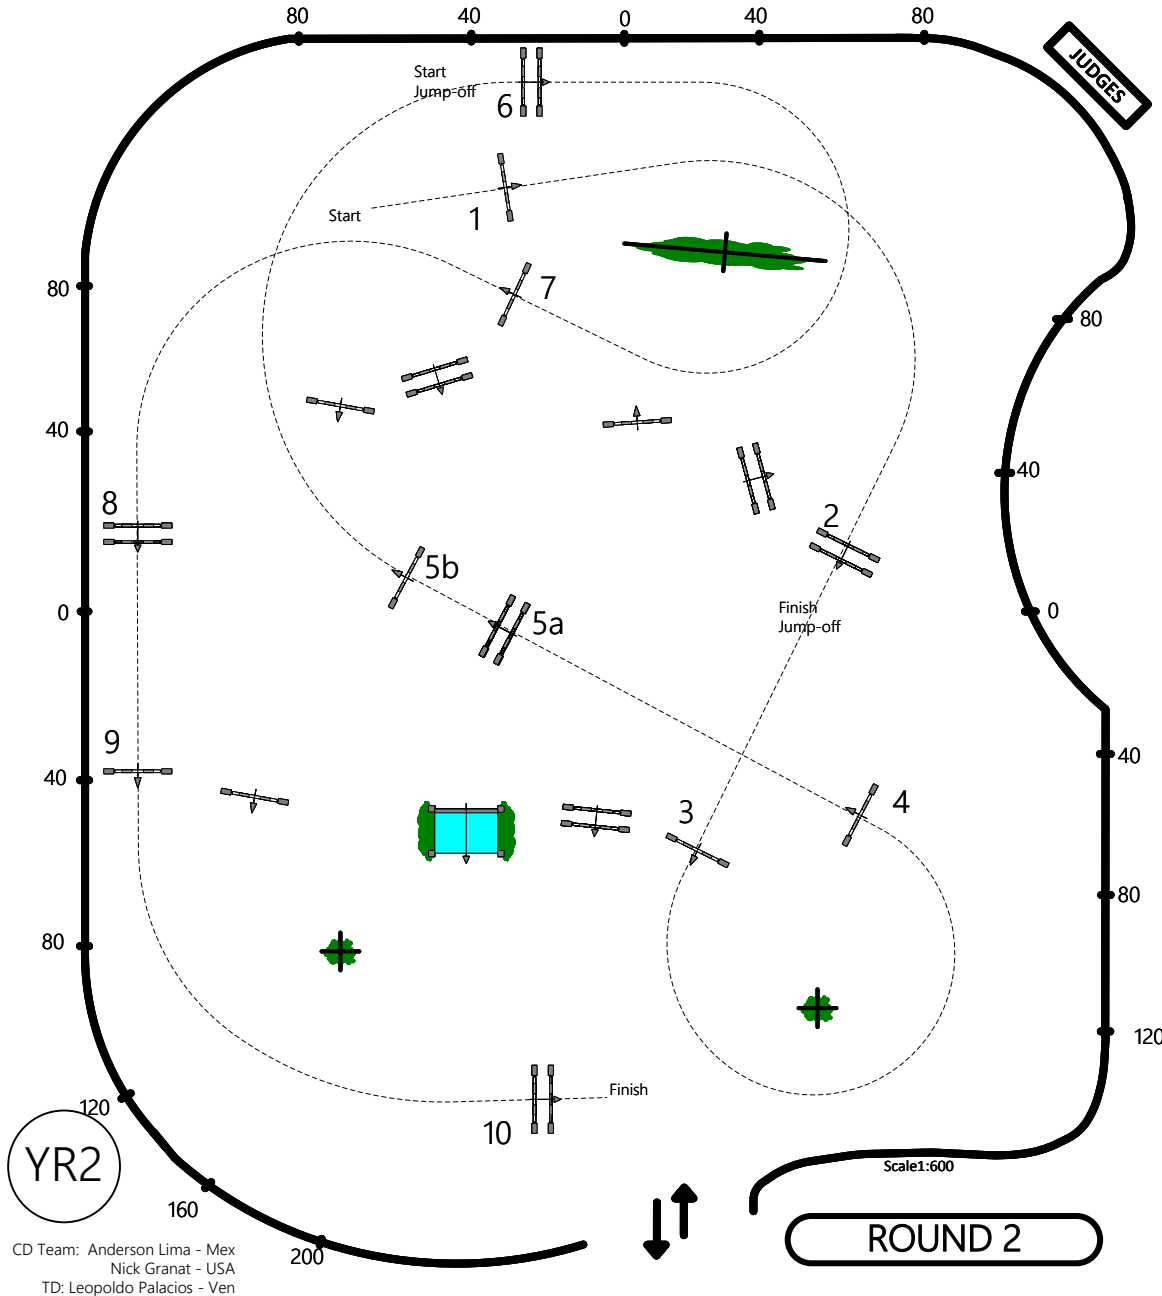 80
40
0
40
80
JUDGES
Start
Jump-off
6
1
Start
7
80
80
40
40
8
2
5b
0
Finish
Jump-off
0
5a
9
40
40
3
4
80
80
120
Finish
120
10
YR2
Scale1:600
160
200
ROUND 2
CD Team: Anderson Lima - Mex
Nick Granat - USA
TD: Leopoldo Palacios - Ven